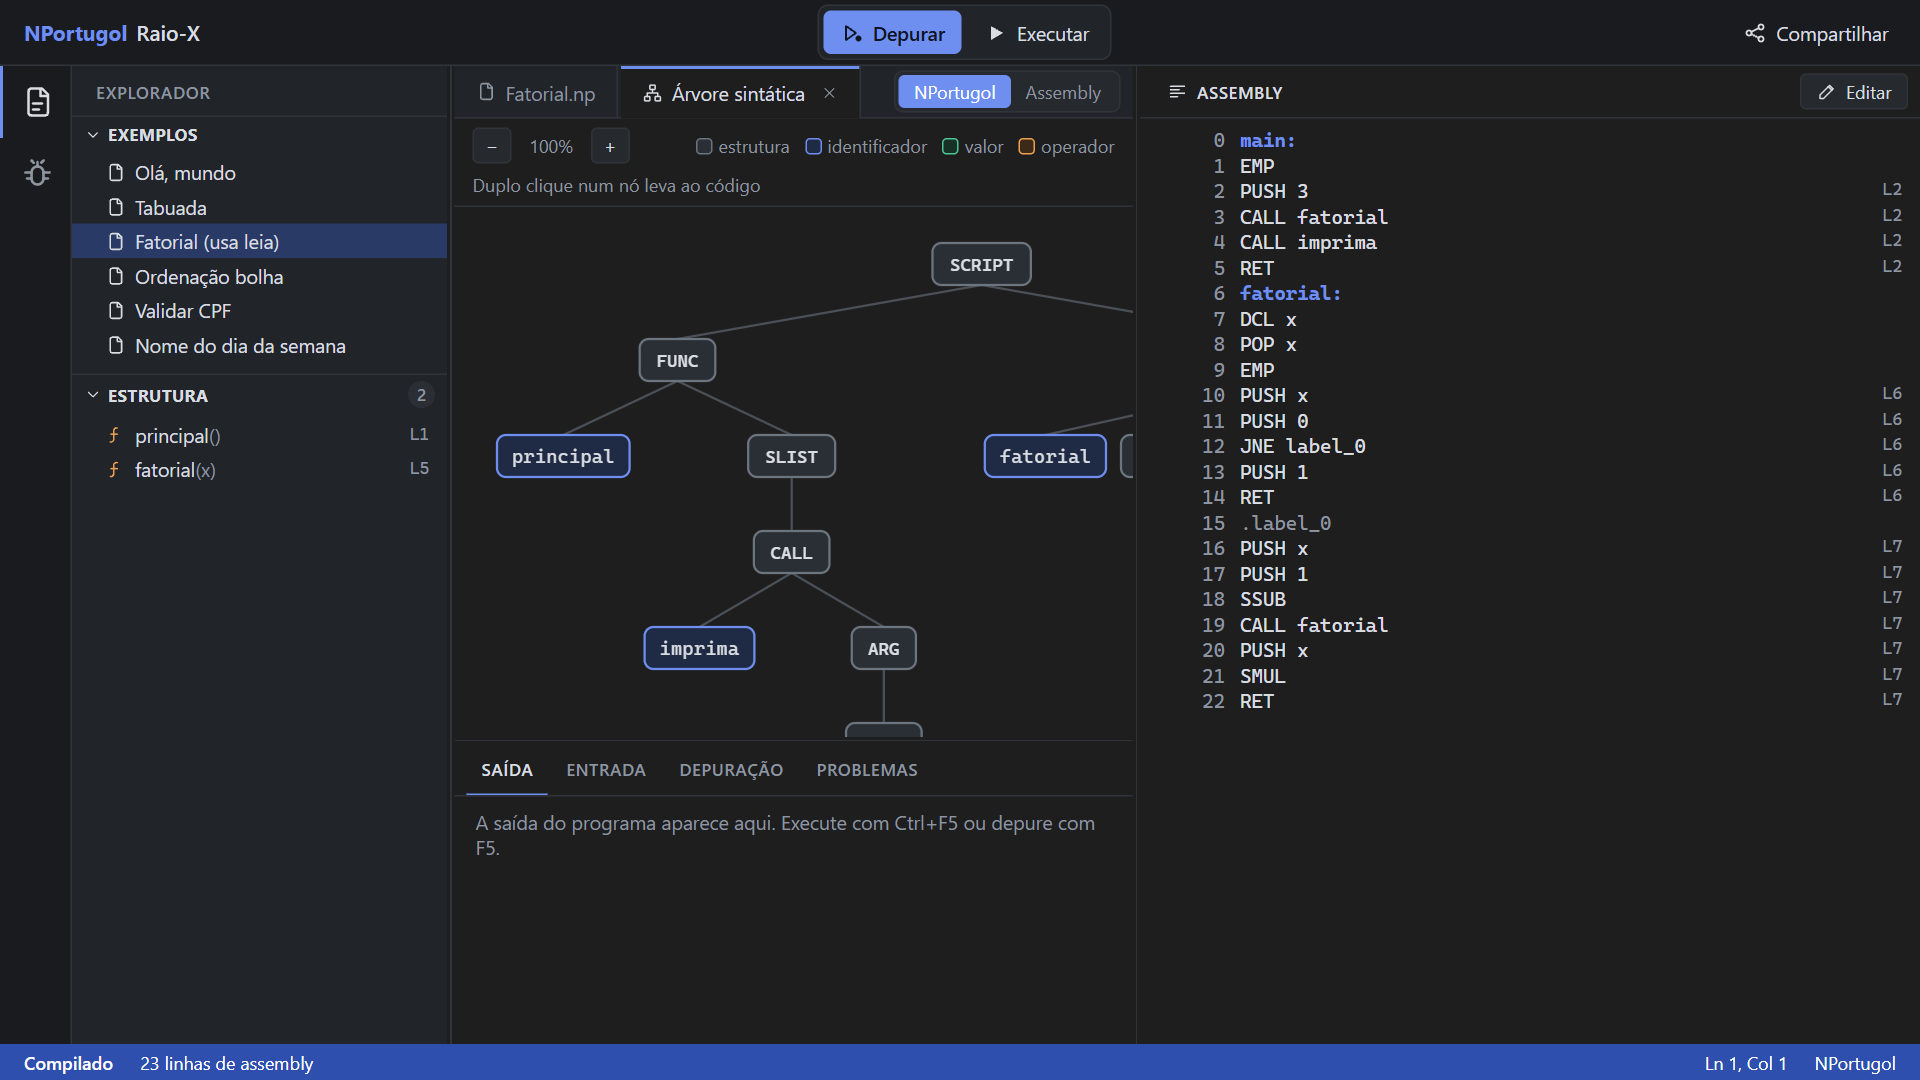 NPortugol Raio-X
Depurar
Executar
Compartilhar
EXPLORADOR
EXEMPLOS
Olá, mundo
Tabuada
Fatorial (usa leia)
Ordenação bolha
Validar CPF
Nome do dia da semana
ESTRUTURA 2
principal() L1
fatorial(x) L5
Fatorial.np
Árvore sintática
NPortugol Assembly
− 100% +
estrutura identificador valor operador
Duplo clique num nó leva ao código
SCRIPT
FUNC
principal
SLIST
fatorial
CALL
imprima
ARG
SAÍDA ENTRADA DEPURAÇÃO PROBLEMAS
A saída do programa aparece aqui. Execute com Ctrl+F5 ou depure com
F5.
ASSEMBLY
Editar
0 main:
1 EMP
2 PUSH 3 L2
3 CALL fatorial L2
4 CALL imprima L2
5 RET L2
6 fatorial:
7 DCL x
8 POP x
9 EMP
10 PUSH x L6
11 PUSH 0 L6
12 JNE label_0 L6
13 PUSH 1 L6
14 RET L6
15 .label_0
16 PUSH x L7
17 PUSH 1 L7
18 SSUB L7
19 CALL fatorial L7
20 PUSH x L7
21 SMUL L7
22 RET L7
Compilado 23 linhas de assembly
Ln 1, Col 1 NPortugol